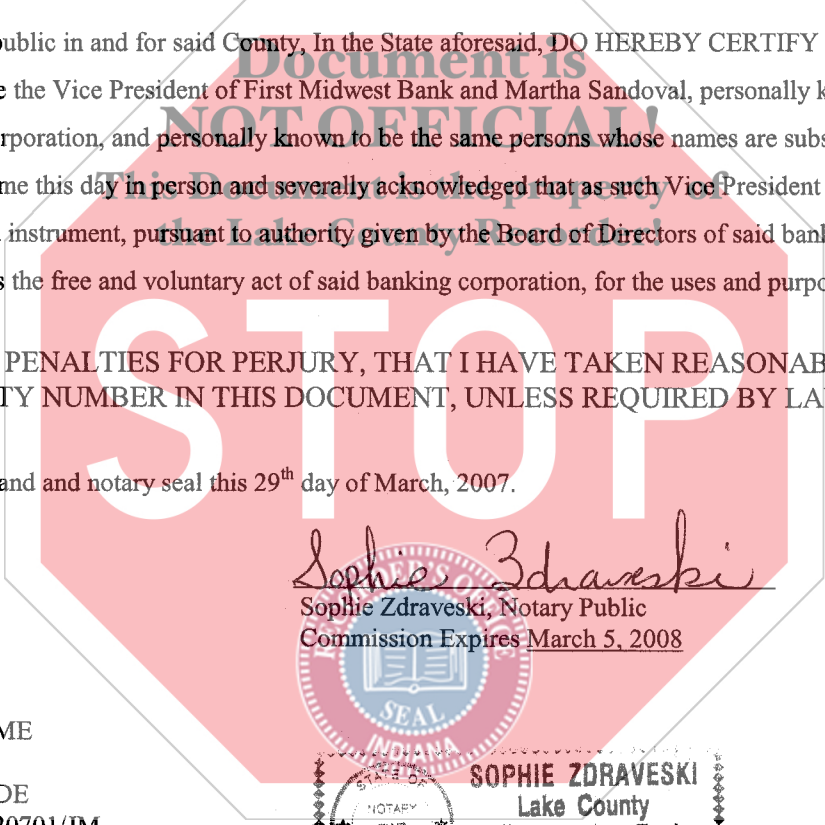 ublic in and for said County, In the State aforesaid, DO HEREBY CERTIFY
Document is
e the Vice President of First Midwest Bank and Martha Sandoval, personally k
NOT OFFICIAL!
rporation, and personally known to be the same persons whose names are subs
This Document is the property of
me this day in person and severally acknowledged that as such Vice President
the Lake County Recorder!
instrument, pursuant to authority given by the Board of Directors of said bank
s the free and voluntary act of said banking corporation, for the uses and purpo
STOP
PENALTIES FOR PERJURY, THAT I HAVE TAKEN REASONAB
TY NUMBER IN THIS DOCUMENT, UNLESS REQUIRED BY LA
and and notary seal this 29th day of March, 2007.
Sophie Zdraveski
Sophie Zdraveski, Notary Public
Commission Expires March 5, 2008
RECORDER'S OFFICE
SEAL
INDIANA
ME
DE
SOPHIE ZDRAVESKI
STATE OF
Lake County
NOTARY